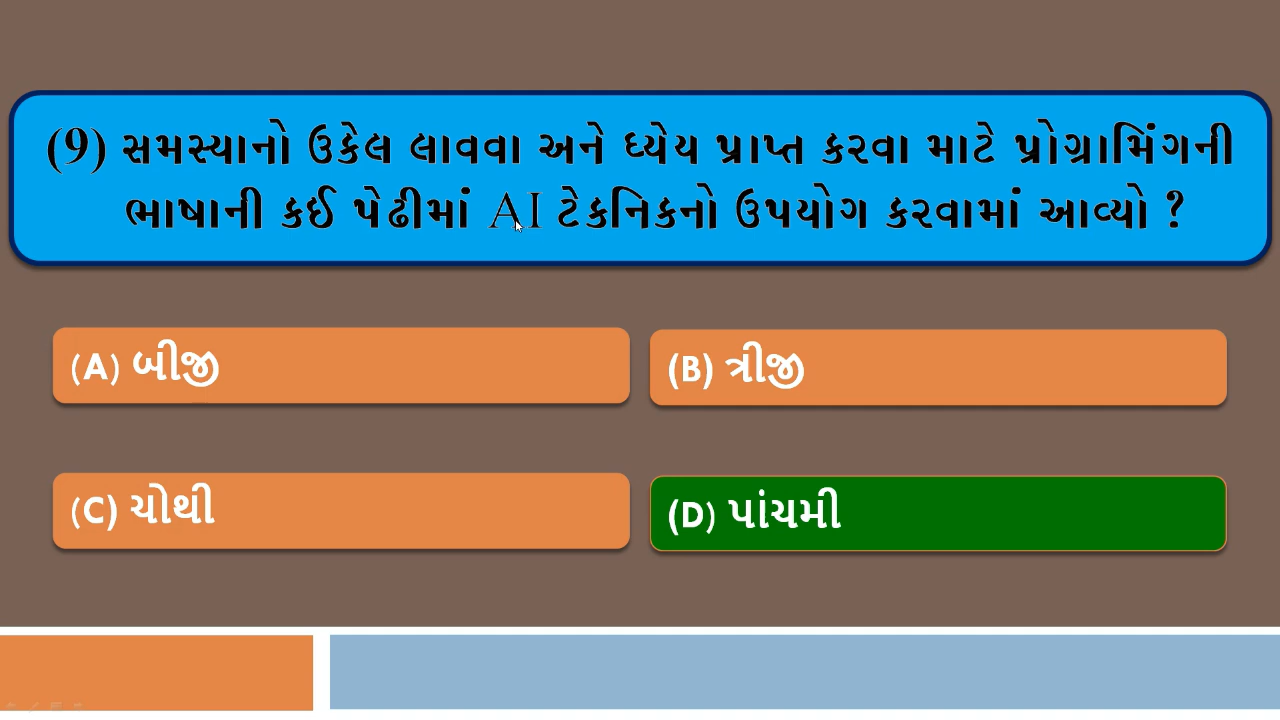 (9) સમસ્યાનો ઉકેલ લાવવા અને ધ્યેય પ્રાપ્ત કરવા માટે પ્રોગ્રામિંગની
ભાષાની કઈ પેઢીમાં AI ટેકનિકનો ઉપયોગ કરવામાં આવ્યો ?
(A) બીજી
(B) ત્રીજી
(C) ચોથી
(D) પાંચમી